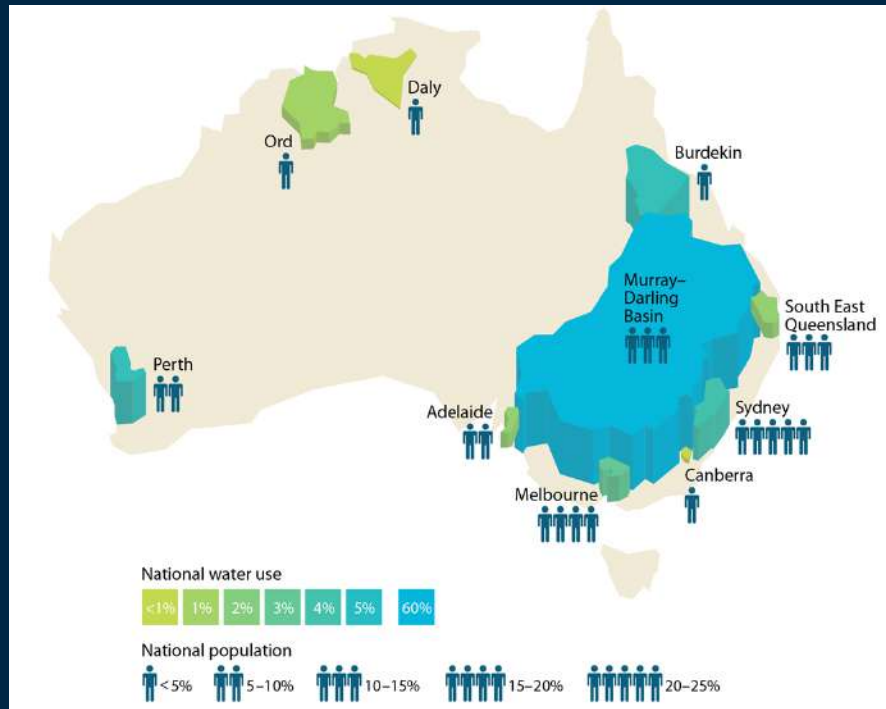 Daly
Ord
Burdekin
Murray–
Darling
Basin
South East
Queensland
Perth
Adelaide
Sydney
Canberra
Melbourne
National water use
<1% 1% 2% 3% 4% 5% 60%
National population
<5% 5–10% 10–15% 15–20% 20–25%